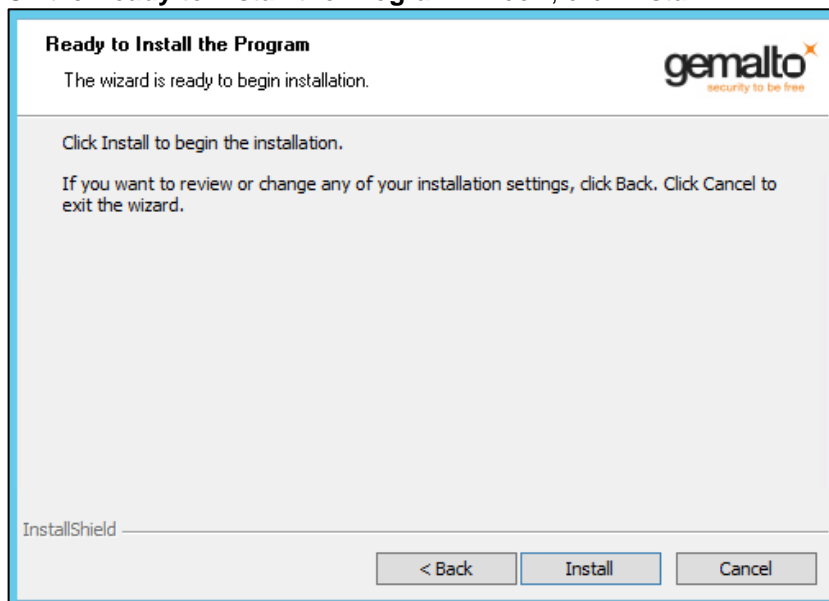 Ready to Install the Program
The wizard is ready to begin installation.
gemalto
security to be free
Click Install to begin the installation.
If you want to review or change any of your installation settings, click Back. Click Cancel to
exit the wizard.
InstallShield
< Back Install Cancel